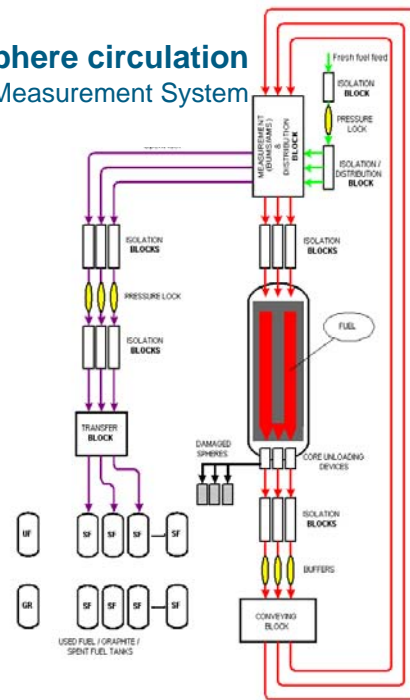 phere circulation
Measurement System
Fresh fuel feed
ISOLATION
BLOCK
PRESSURE
LOCK
ISOLATION /
DISTRIBUTION
BLOCK
MEASUREMENT
(BUMS/AMS)
&
DISTRIBUTION
BLOCK
ISOLATION
BLOCKS
ISOLATION
BLOCKS
PRESSURE LOCK
ISOLATION
BLOCKS
FUEL
TRANSFER
BLOCK
DAMAGED
SPHERES
CORE UNLOADING
DEVICES
ISOLATION
BLOCKS
UF
SF
SF
SF
SF
BUFFERS
GR
SF
SF
SF
SF
CONVEYING
BLOCK
USED FUEL / GRAPHITE /
SPENT FUEL TANKS